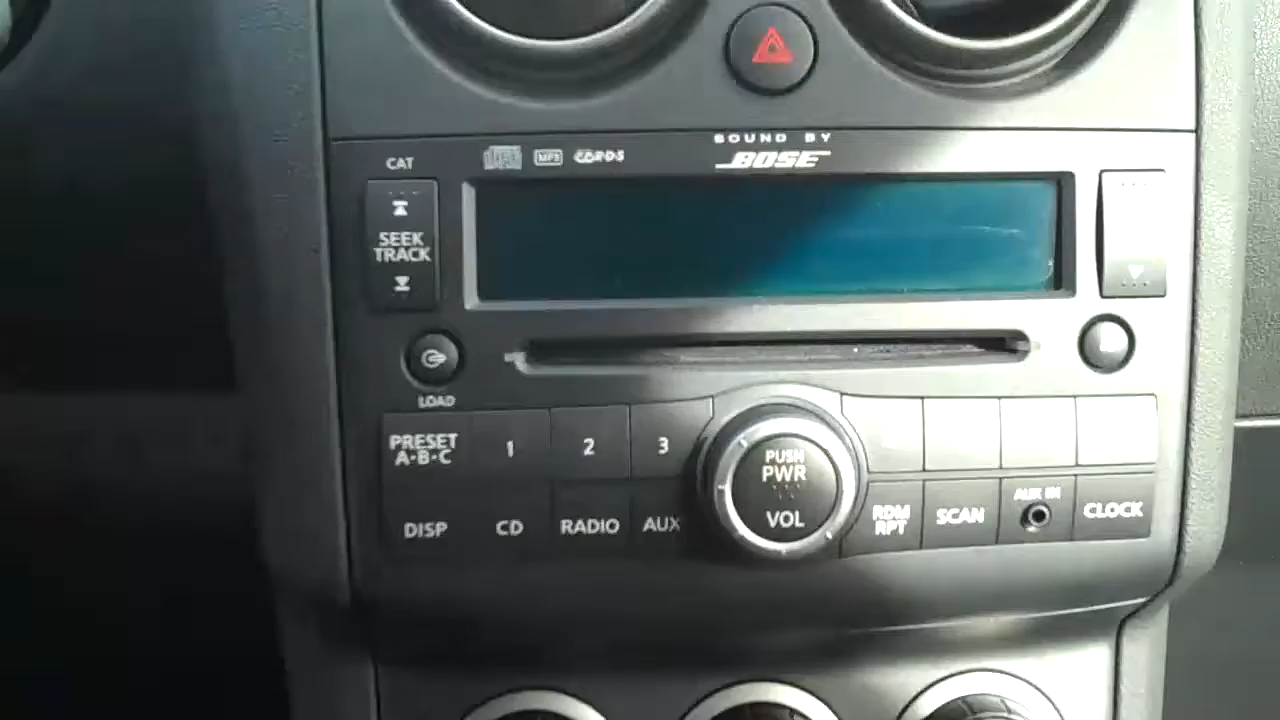 SOUND BY
BOSE
CAT
MP3
SEEK
TRACK
LOAD
PRESET
A·B·C
1
2
3
PUSH
PWR
VOL
DISP
CD
RADIO
AUX
RDM
RPT
SCAN
AUX IN
CLOCK